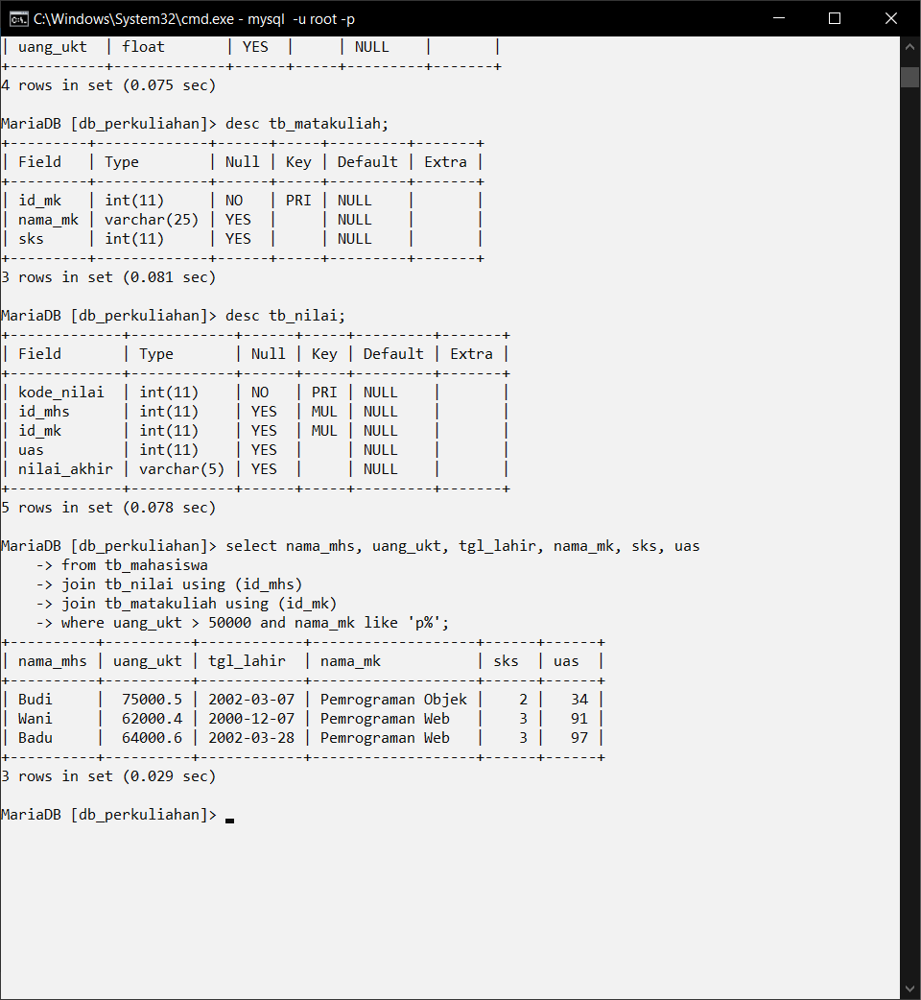 C:\Windows\System32\cmd.exe - mysql  -u root -p
| uang_ukt  | float       | YES  |     | NULL    |       |
+-----------+-------------+------+-----+---------+-------+
4 rows in set (0.075 sec)
MariaDB [db_perkuliahan]> desc tb_matakuliah;
+---------+-------------+------+-----+---------+-------+
| Field   | Type        | Null | Key | Default | Extra |
+---------+-------------+------+-----+---------+-------+
| id_mk   | int(11)     | NO   | PRI | NULL    |       |
| nama_mk | varchar(25) | YES  |     | NULL    |       |
| sks     | int(11)     | YES  |     | NULL    |       |
+---------+-------------+------+-----+---------+-------+
3 rows in set (0.081 sec)
MariaDB [db_perkuliahan]> desc tb_nilai;
+-------------+------------+------+-----+---------+-------+
| Field       | Type       | Null | Key | Default | Extra |
+-------------+------------+------+-----+---------+-------+
| kode_nilai  | int(11)    | NO   | PRI | NULL    |       |
| id_mhs      | int(11)    | YES  | MUL | NULL    |       |
| id_mk       | int(11)    | YES  | MUL | NULL    |       |
| uas         | int(11)    | YES  |     | NULL    |       |
| nilai_akhir | varchar(5) | YES  |     | NULL    |       |
+-------------+------------+------+-----+---------+-------+
5 rows in set (0.078 sec)
MariaDB [db_perkuliahan]> select nama_mhs, uang_ukt, tgl_lahir, nama_mk, sks, uas
    -> from tb_mahasiswa
    -> join tb_nilai using (id_mhs)
    -> join tb_matakuliah using (id_mk)
    -> where uang_ukt > 50000 and nama_mk like 'p%';
+----------+----------+------------+------------------+------+------+
| nama_mhs | uang_ukt | tgl_lahir  | nama_mk          | sks  | uas  |
+----------+----------+------------+------------------+------+------+
| Budi     |  75000.5 | 2002-03-07 | Pemrograman Objek |    2 |   34 |
| Wani     |  62000.4 | 2000-12-07 | Pemrograman Web   |    3 |   91 |
| Badu     |  64000.6 | 2002-03-28 | Pemrograman Web   |    3 |   97 |
+----------+----------+------------+-------------------+------+------+
3 rows in set (0.029 sec)
MariaDB [db_perkuliahan]>